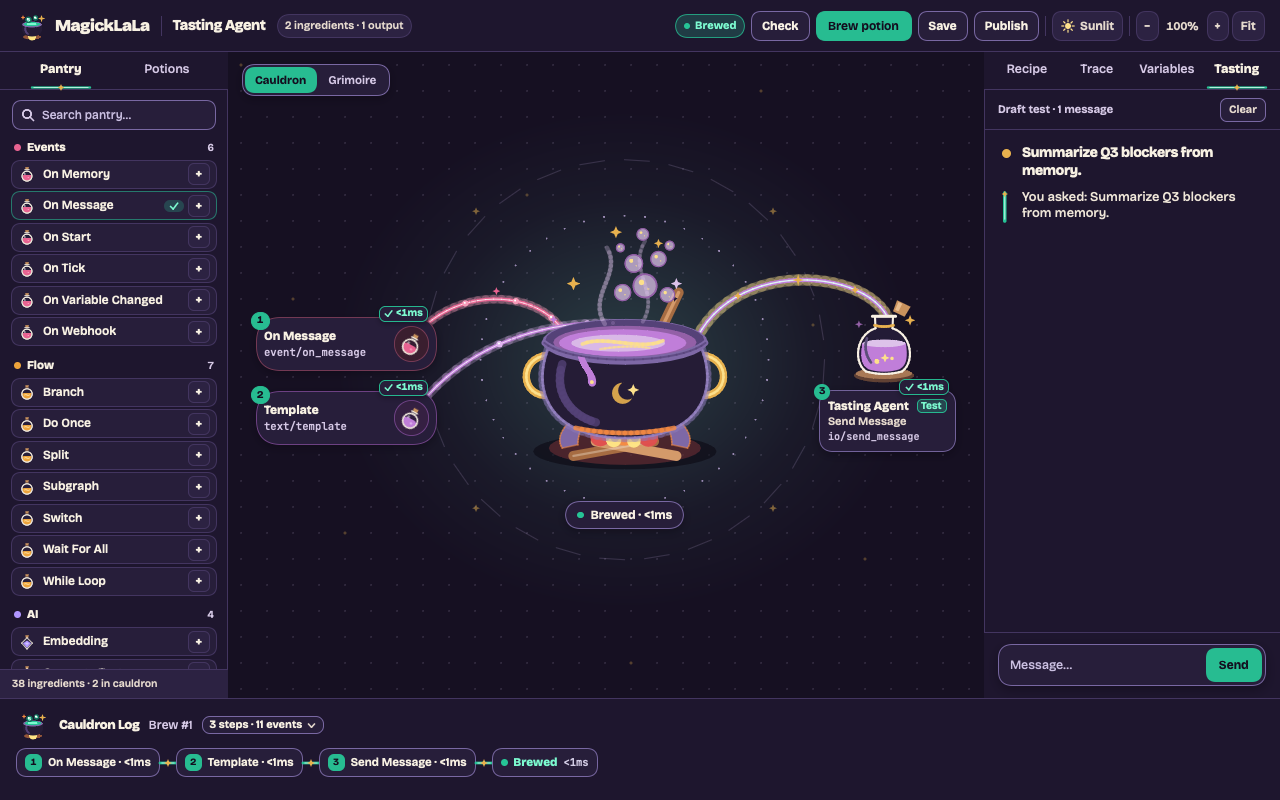 MagickLaLa
Tasting Agent
2 ingredients · 1 output
Brewed
Check
Brew potion
Save
Publish
Sunlit
−
100%
+
Fit
Pantry
Potions
Search pantry...
Events
6
On Memory
+
On Message
+
On Start
+
On Tick
+
On Variable Changed
+
On Webhook
+
Flow
7
Branch
+
Do Once
+
Split
+
Subgraph
+
Switch
+
Wait For All
+
While Loop
+
AI
4
Embedding
+
38 ingredients · 2 in cauldron
Cauldron
Grimoire
1
<1ms
On Message
event/on_message
2
<1ms
Template
text/template
3
<1ms
Tasting Agent
Test
Send Message
io/send_message
Brewed · <1ms
Recipe
Trace
Variables
Tasting
Draft test · 1 message
Clear
Summarize Q3 blockers from
memory.
You asked: Summarize Q3 blockers
from memory.
Message...
Send
Cauldron Log
Brew #1
3 steps · 11 events
1 On Message · <1ms
2 Template · <1ms
3 Send Message · <1ms
Brewed <1ms